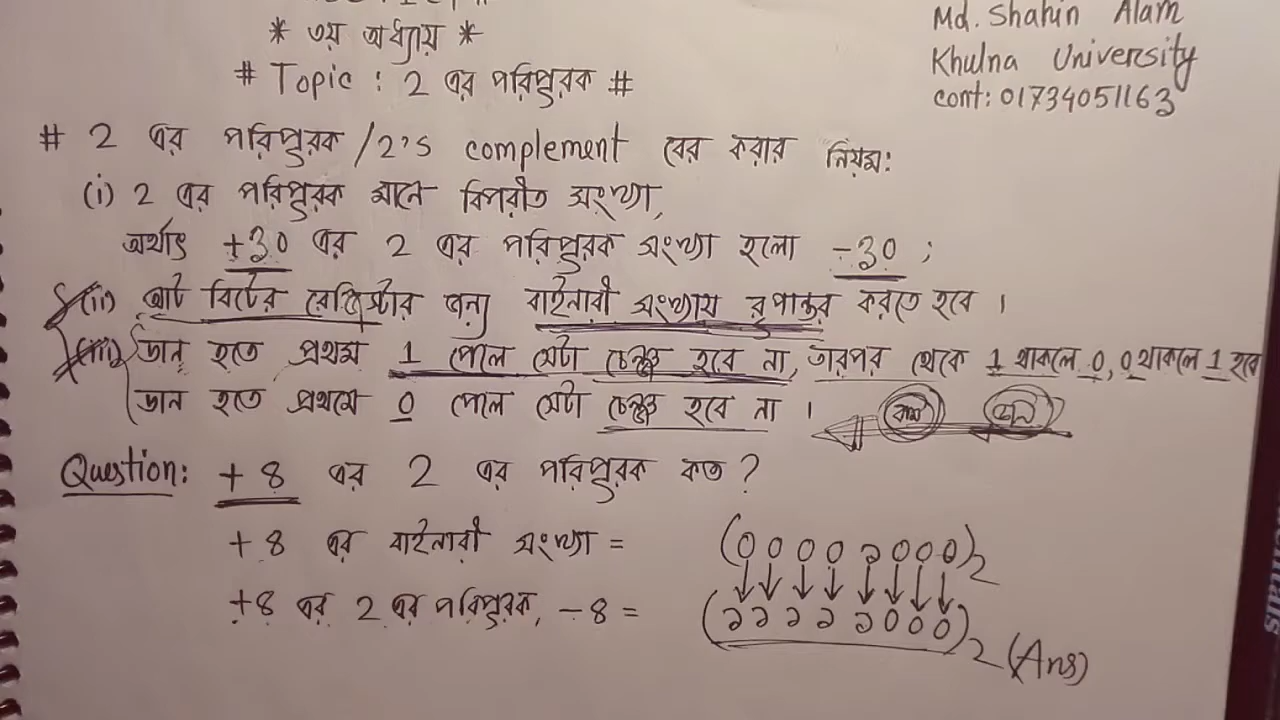 * ৩য় অধ্যায় *
# Topic : 2 এর পরিপুরক #
Md. Shahin Alam
Khulna University
cont: 01734051163
# 2 এর পরিপুরক /2's complement বের করার নিয়ম:
(i) 2 এর পরিপুরক মানে বিপরীত সংখ্যা,
অর্থাৎ +30 এর 2 এর পরিপুরক সংখ্যা হলো -30 ;
(ii) আট বিটের রেজিস্টার জন্য বাইনারী সংখ্যায় রুপান্তর করতে হবে ।
(iii) ডান হতে প্রথম 1 পেলে সেটা চেঞ্জ হবে না, তারপর থেকে 1 থাকলে 0, 0 থাকলে 1 হবে
ডান হতে প্রথমে 0 পেলে সেটা চেঞ্জ হবে না ।
বাম ডান
Question: +8 এর 2 এর পরিপুরক কত ?
+8 এর বাইনারী সংখ্যা = (0000১000)2
+8 এর 2 এর পরিপুরক, -8 = (১১১১১000)2 (Ans)